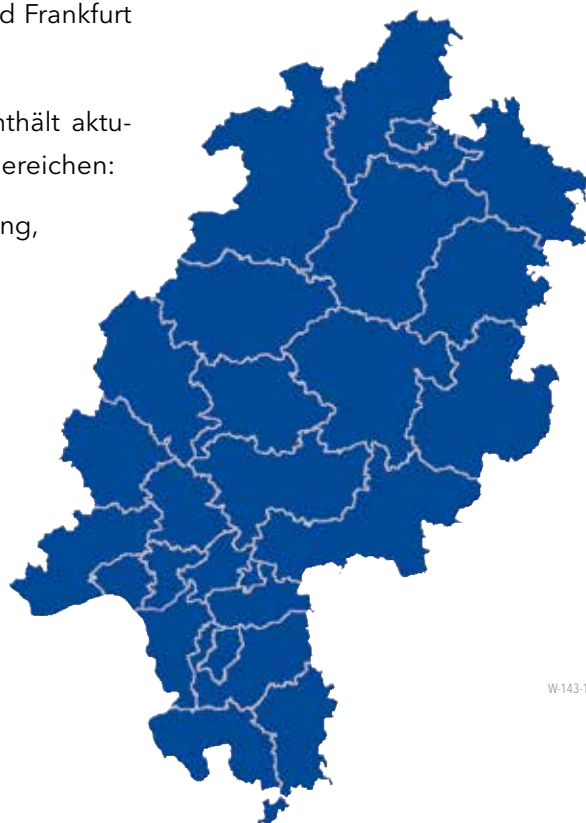 d Frankfurt
nthält aktu-
ereichen:
ng,
W-143-1